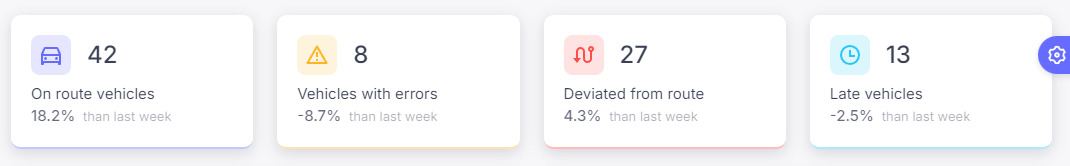 42
On route vehicles
18.2% than last week
8
Vehicles with errors
-8.7% than last week
27
Deviated from route
4.3% than last week
13
Late vehicles
-2.5% than last week